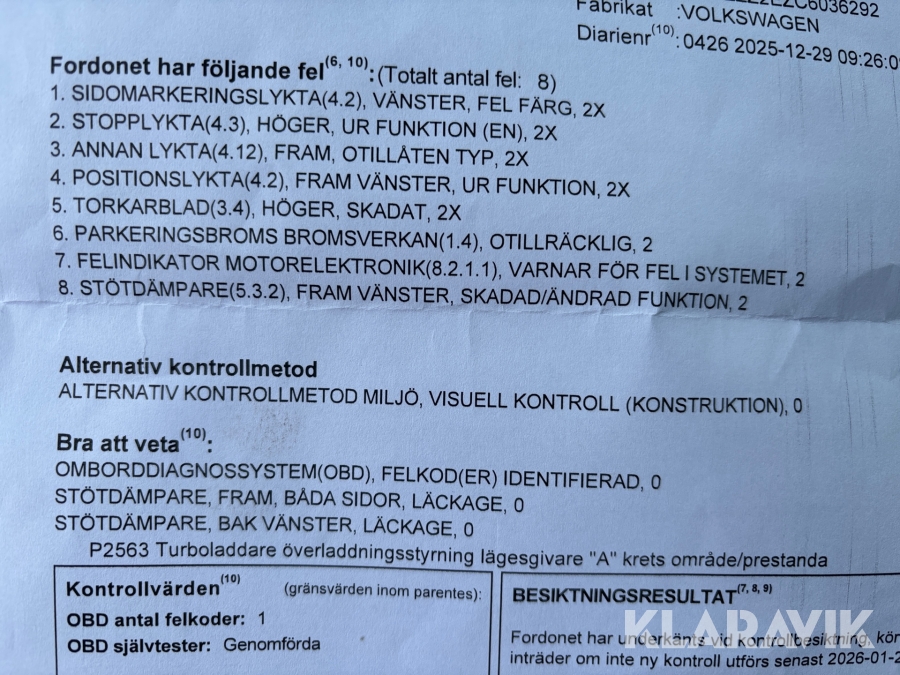 Fabrikat :VOLKSWAGEN
Diarienr(10):0426 2025-12-29 09:26:0
Fordonet har följande fel(6, 10):(Totalt antal fel: 8)
1. SIDOMARKERINGSLYKTA(4.2), VÄNSTER, FEL FÄRG, 2X
2. STOPPLYKTA(4.3), HÖGER, UR FUNKTION (EN), 2X
3. ANNAN LYKTA(4.12), FRAM, OTILLÅTEN TYP, 2X
4. POSITIONSLYKTA(4.2), FRAM VÄNSTER, UR FUNKTION, 2X
5. TORKARBLAD(3.4), HÖGER, SKADAT, 2X
6. PARKERINGSBROMS BROMSVERKAN(1.4), OTILLRÄCKLIG, 2
7. FELINDIKATOR MOTORELEKTRONIK(8.2.1.1), VARNAR FÖR FEL I SYSTEMET, 2
8. STÖTDÄMPARE(5.3.2), FRAM VÄNSTER, SKADAD/ÄNDRAD FUNKTION, 2
Alternativ kontrollmetod
ALTERNATIV KONTROLLMETOD MILJÖ, VISUELL KONTROLL (KONSTRUKTION), 0
Bra att veta(10):
OMBORDDIAGNOSSYSTEM(OBD), FELKOD(ER) IDENTIFIERAD, 0
STÖTDÄMPARE, FRAM, BÅDA SIDOR, LÄCKAGE, 0
STÖTDÄMPARE, BAK VÄNSTER, LÄCKAGE, 0
P2563 Turboladdare överladdningsstyrning lägesgivare "A" krets område/prestanda
Kontrollvärden(10) (gränsvärden inom parentes):
OBD antal felkoder: 1
OBD självtester: Genomförda
BESIKTNINGSRESULTAT(7, 8, 9)
Fordonet har underkänts vid kontrollbesiktning, kör
inträder om inte ny kontroll utförs senast 2026-01-2
KLARAVIK